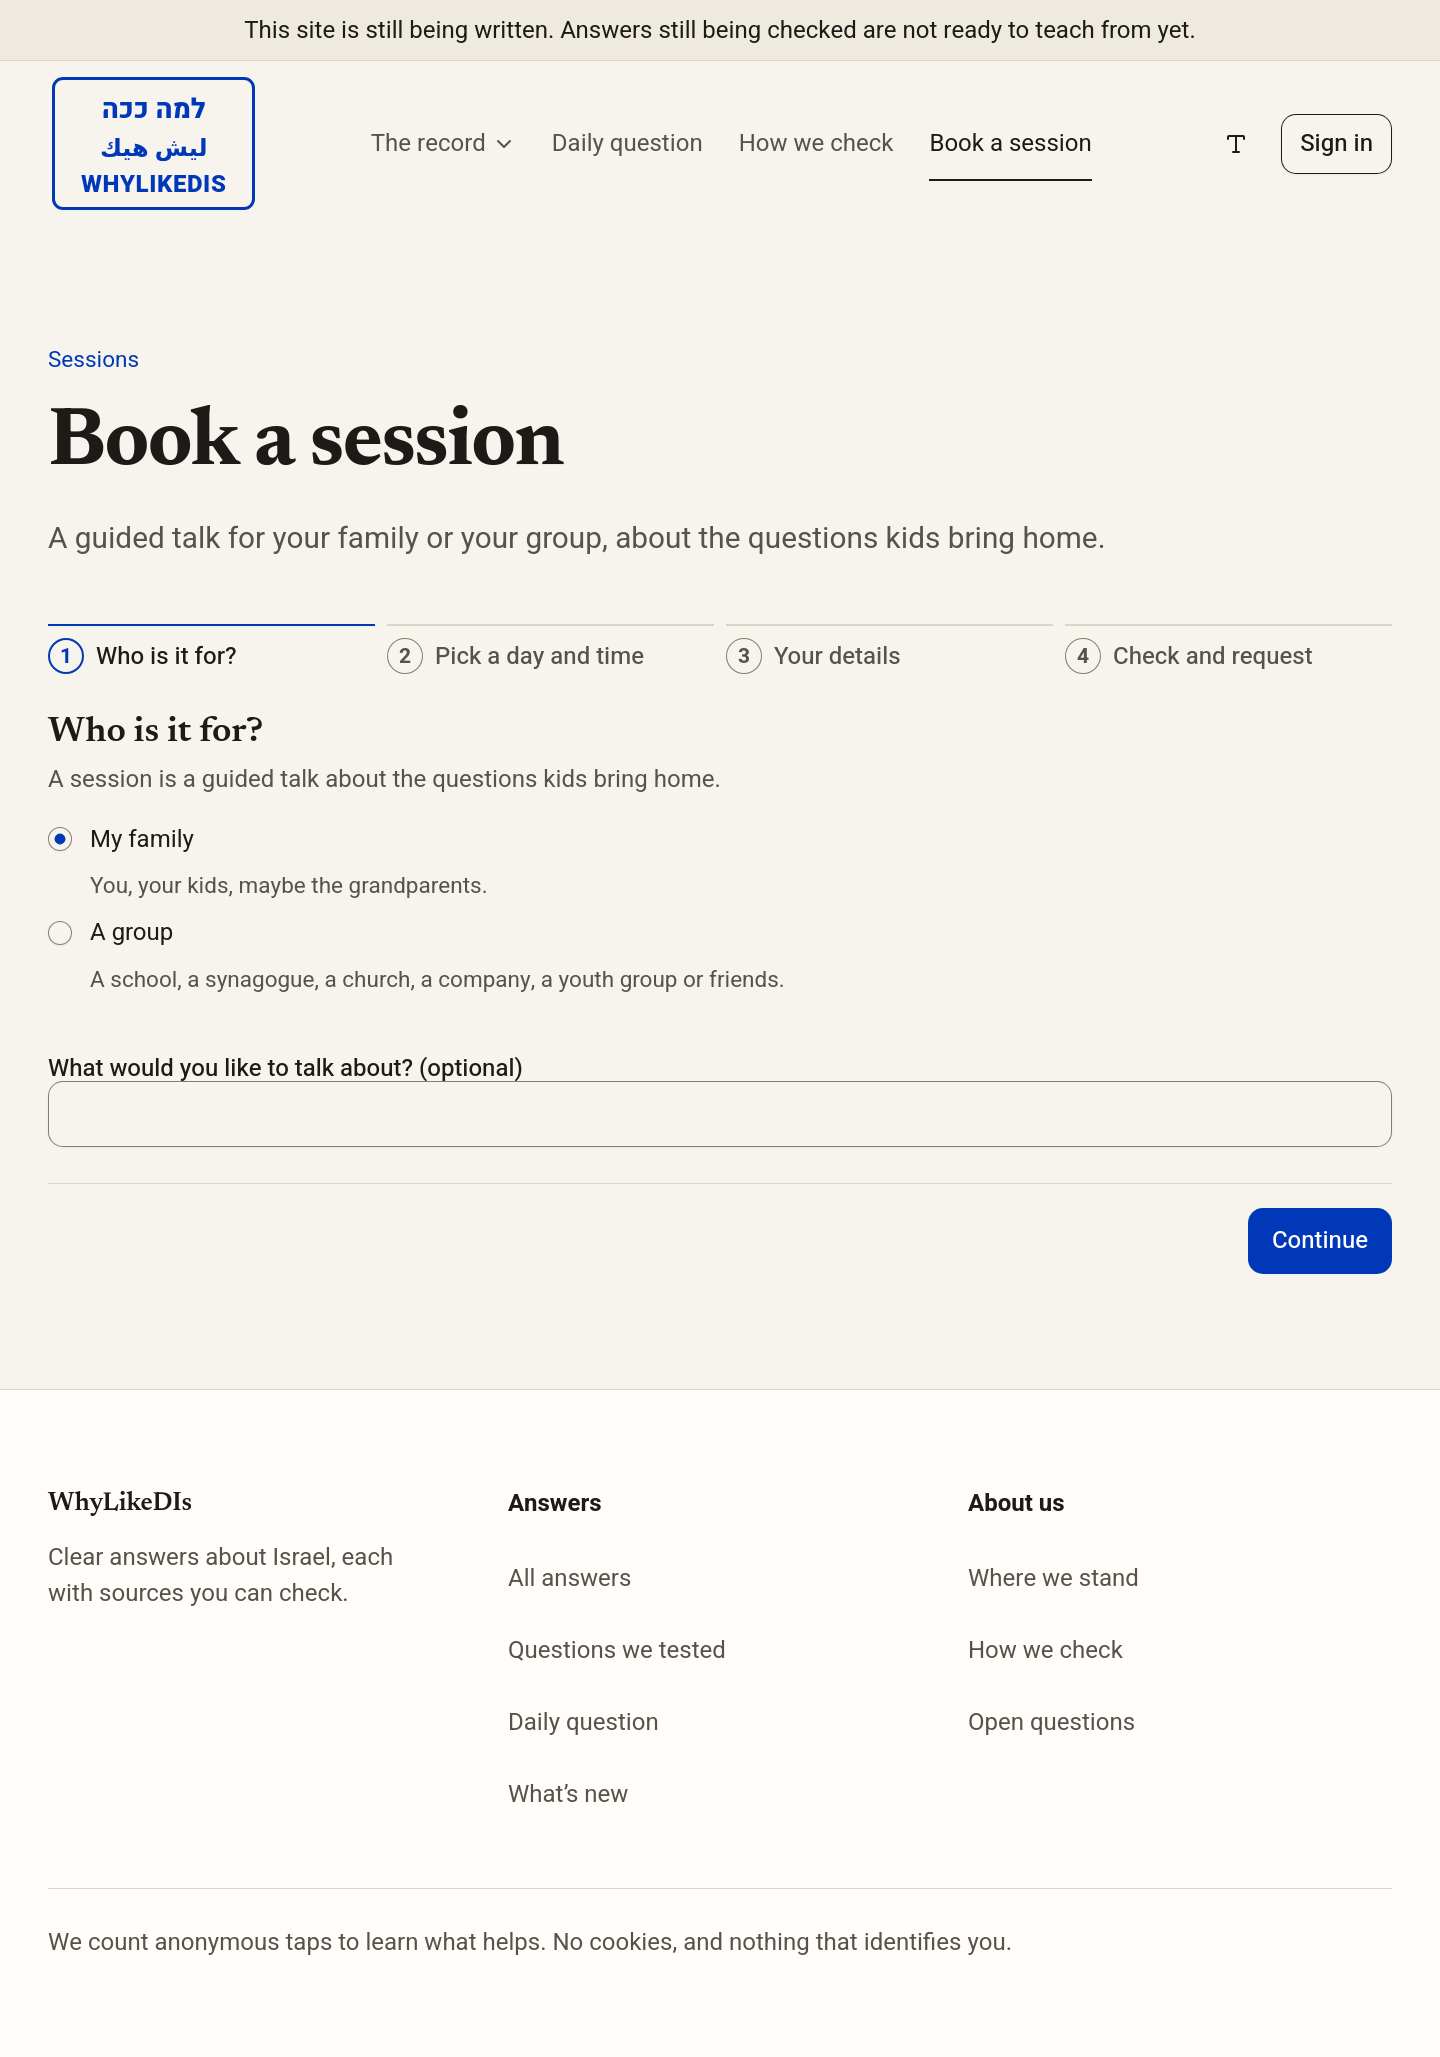 This site is still being written. Answers still being checked are not ready to teach from yet.
למה ככה
ليش هيك
WHYLIKEDIS
The record
Daily question
How we check
Book a session
Sign in
Sessions
Book a session
A guided talk for your family or your group, about the questions kids bring home.
1 Who is it for?
2 Pick a day and time
3 Your details
4 Check and request
Who is it for?
A session is a guided talk about the questions kids bring home.
My family
You, your kids, maybe the grandparents.
A group
A school, a synagogue, a church, a company, a youth group or friends.
What would you like to talk about? (optional)
Continue
WhyLikeDIs
Clear answers about Israel, each
with sources you can check.
Answers
All answers
Questions we tested
Daily question
What’s new
About us
Where we stand
How we check
Open questions
We count anonymous taps to learn what helps. No cookies, and nothing that identifies you.